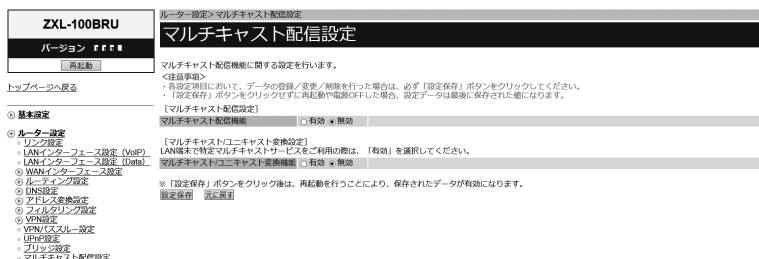 ZXL-100BRU
バージョン
再起動
トップページへ戻る
基本設定
ルーター設定
リンク設定
LANインターフェース設定（VoIP）
LANインターフェース設定（Data）
WANインターフェース設定
ルーティング設定
DNS設定
アドレス変換設定
フィルタリング設定
VPN設定
VPNパススルー設定
UPnP設定
ブリッジ設定
マルチキャスト配信設定
ルーター設定>マルチキャスト配信設定
マルチキャスト配信設定
マルチキャスト配信機能に関する設定を行います。
<注意事項>
・各設定項目において、データの登録／変更／削除を行った場合は、必ず「設定保存」ボタンをクリックしてください。
・「設定保存」ボタンをクリックせずに再起動や電源OFFした場合、設定データは最後に保存された値になります。
［マルチキャスト配信設定］
マルチキャスト配信機能 有効 無効
［マルチキャスト/ユニキャスト変換設定］
LAN端末で特定マルチキャストサービスをご利用の際は、「有効」を選択してください。
マルチキャスト/ユニキャスト変換機能 有効 無効
※「設定保存」ボタンをクリック後は、再起動を行うことにより、保存されたデータが有効になります。
設定保存 元に戻す